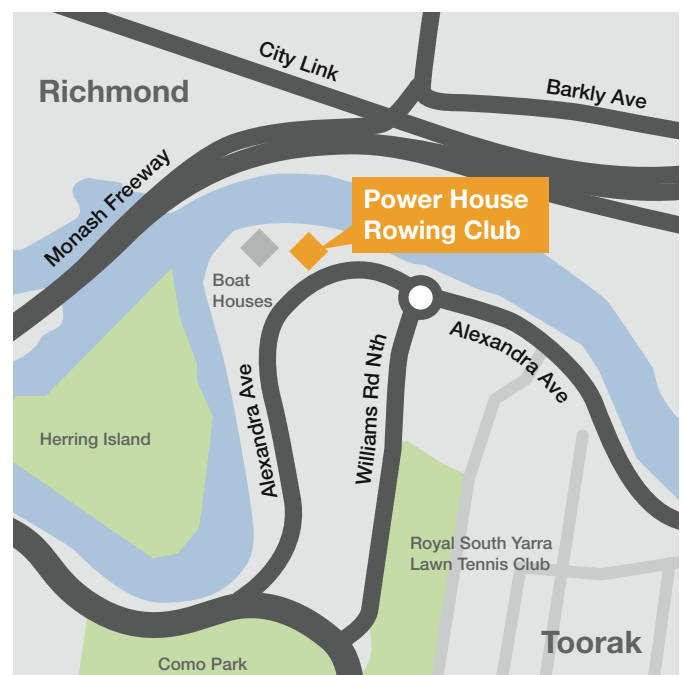 City Link
Richmond
Barkly Ave
Monash Freeway
Power House
Rowing Club
Boat
Houses
Alexandra Ave
Williams Rd Nth
Alexandra Ave
Herring Island
Royal South Yarra
Lawn Tennis Club
Toorak
Como Park